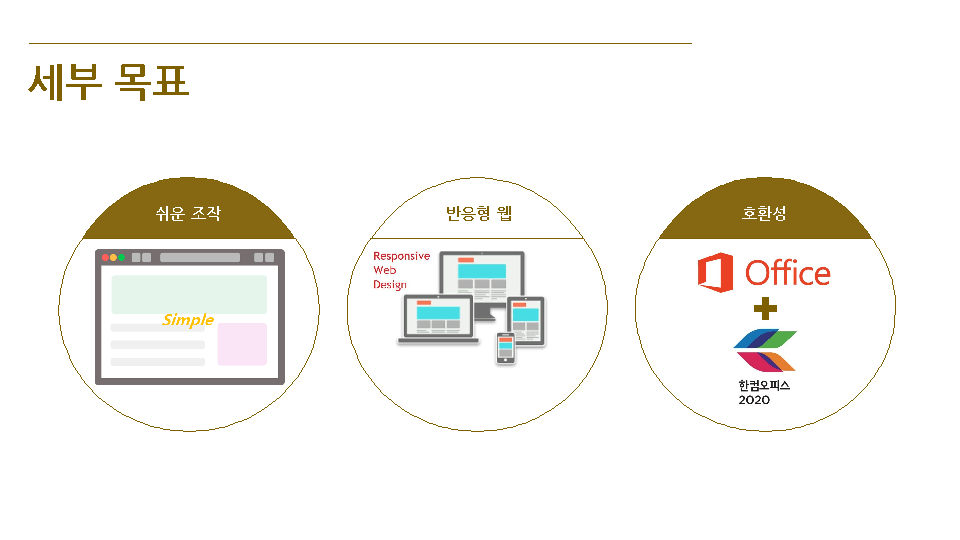 세부 목표
쉬운 조작
Simple
반응형 웹
Responsive
Web
Design
호환성
Office
한컴오피스
2020